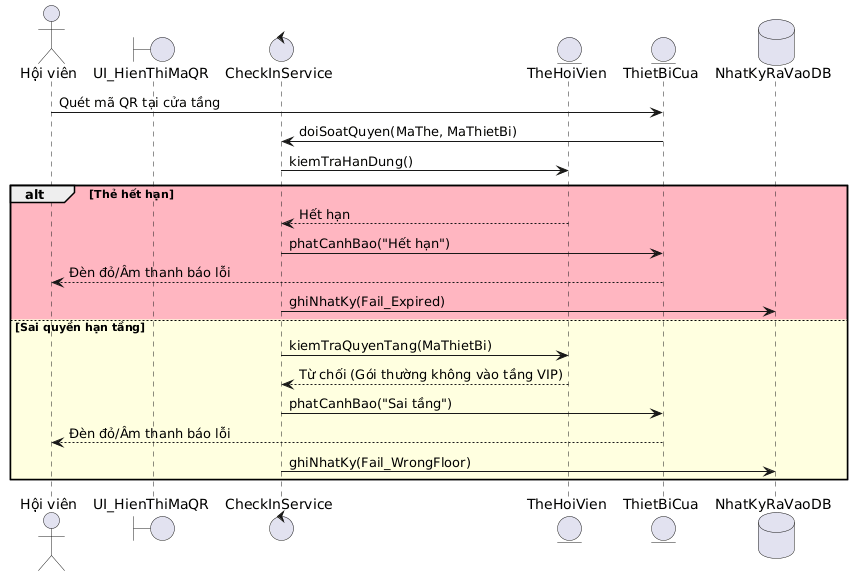 Hội viên
UI_HienThiMaQR
CheckInService
TheHoiVien
ThietBiCua
NhatKyRaVaoDB
Quét mã QR tại cửa tầng
doiSoatQuyen(MaThe, MaThietBi)
kiemTraHanDung()
alt
[Thẻ hết hạn]
Hết hạn
phatCanhBao("Hết hạn")
Đèn đỏ/Âm thanh báo lỗi
ghiNhatKy(Fail_Expired)
[Sai quyền hạn tầng]
kiemTraQuyenTang(MaThietBi)
Từ chối (Gói thường không vào tầng VIP)
phatCanhBao("Sai tầng")
Đèn đỏ/Âm thanh báo lỗi
ghiNhatKy(Fail_WrongFloor)
Hội viên
UI_HienThiMaQR
CheckInService
TheHoiVien
ThietBiCua
NhatKyRaVaoDB